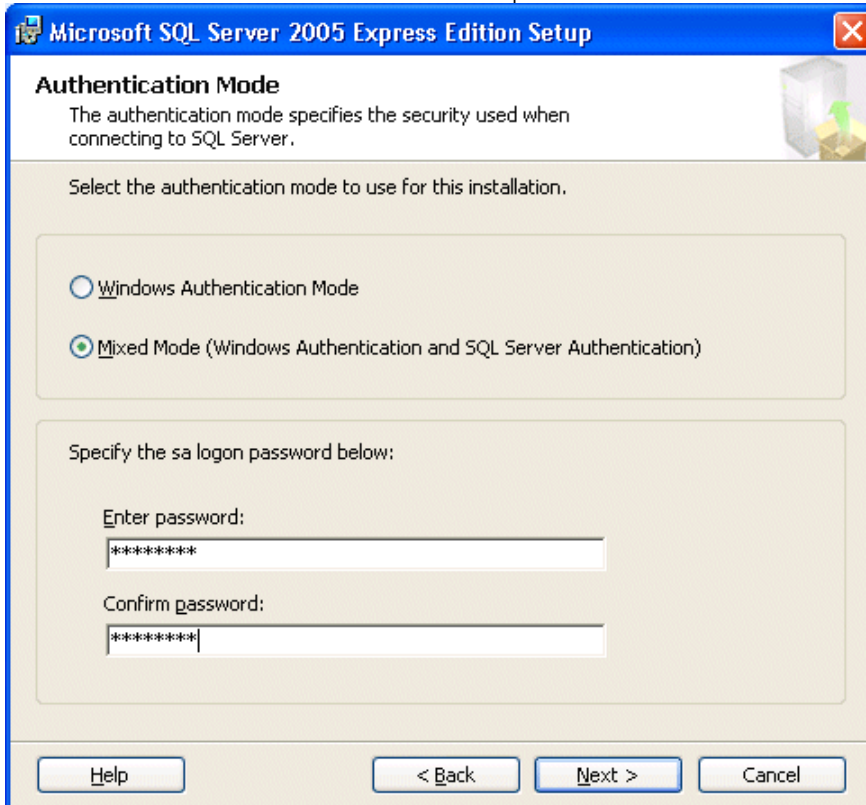 Microsoft SQL Server 2005 Express Edition Setup
Authentication Mode
The authentication mode specifies the security used when
connecting to SQL Server.
Select the authentication mode to use for this installation.
Windows Authentication Mode
Mixed Mode (Windows Authentication and SQL Server Authentication)
Specify the sa logon password below:
Enter password:
********
Confirm password:
********
Help < Back Next > Cancel